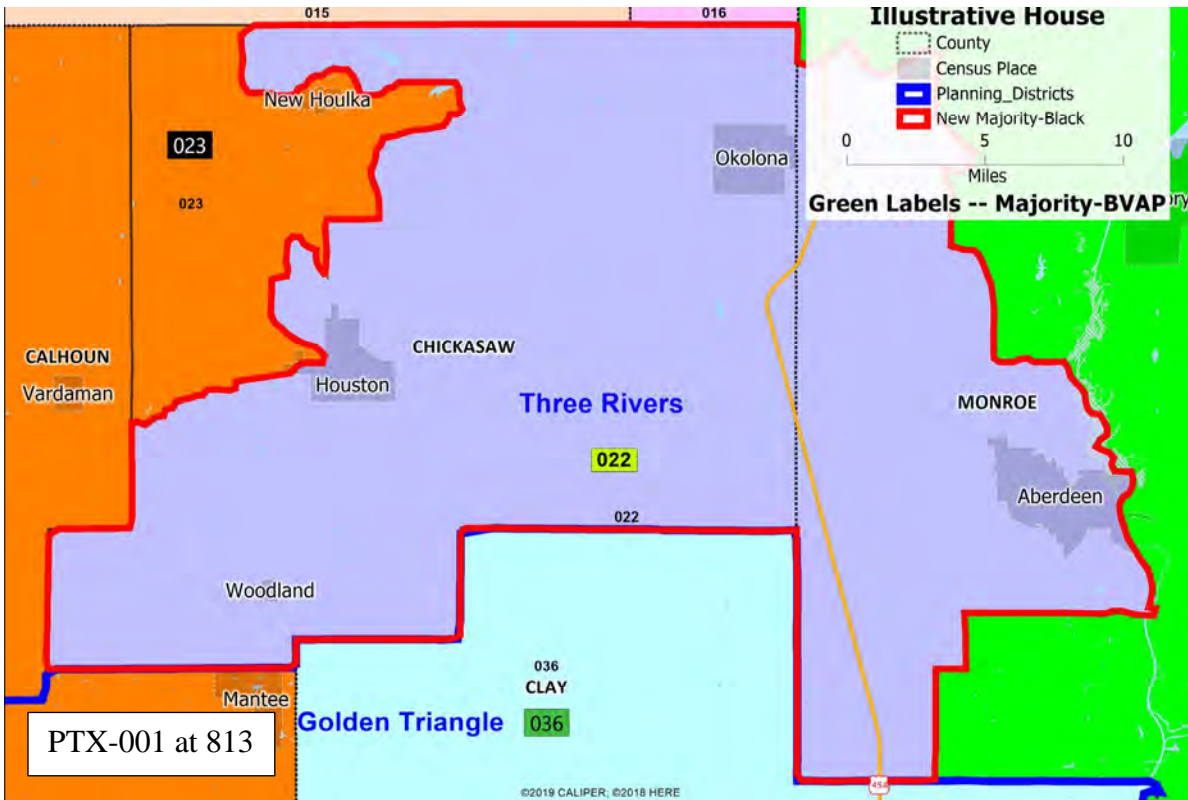 015
016
Illustrative House
County
Census Place
Planning_Districts
New Majority-Black
0 5 10
Miles
Green Labels -- Majority-BVAP
New Houlka
023
023
Okolona
CALHOUN
Vardaman
CHICKASAW
Houston
Three Rivers
MONROE
022
Aberdeen
022
Woodland
036
CLAY
Mantee
Golden Triangle
036
PTX-001 at 813
©2019 CALIPER; ©2018 HERE